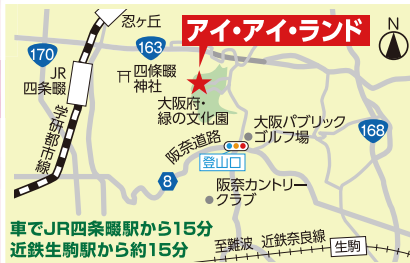 忍ヶ丘
アイ・アイ・ランド
N
170
163
JR
四条畷
四條畷
神社
大阪府・
緑の文化園
学研都市線
阪奈道路
大阪パブリック
ゴルフ場
168
登山口
8
阪奈カントリー
クラブ
車でJR四条畷駅から15分
近鉄生駒駅から約15分
至難波
近鉄奈良線
生駒